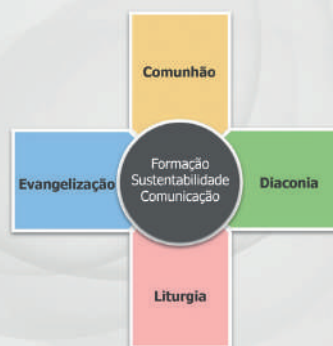 Comunhão
Evangelização
Formação
Sustentabilidade
Comunicação
Diaconia
Liturgia